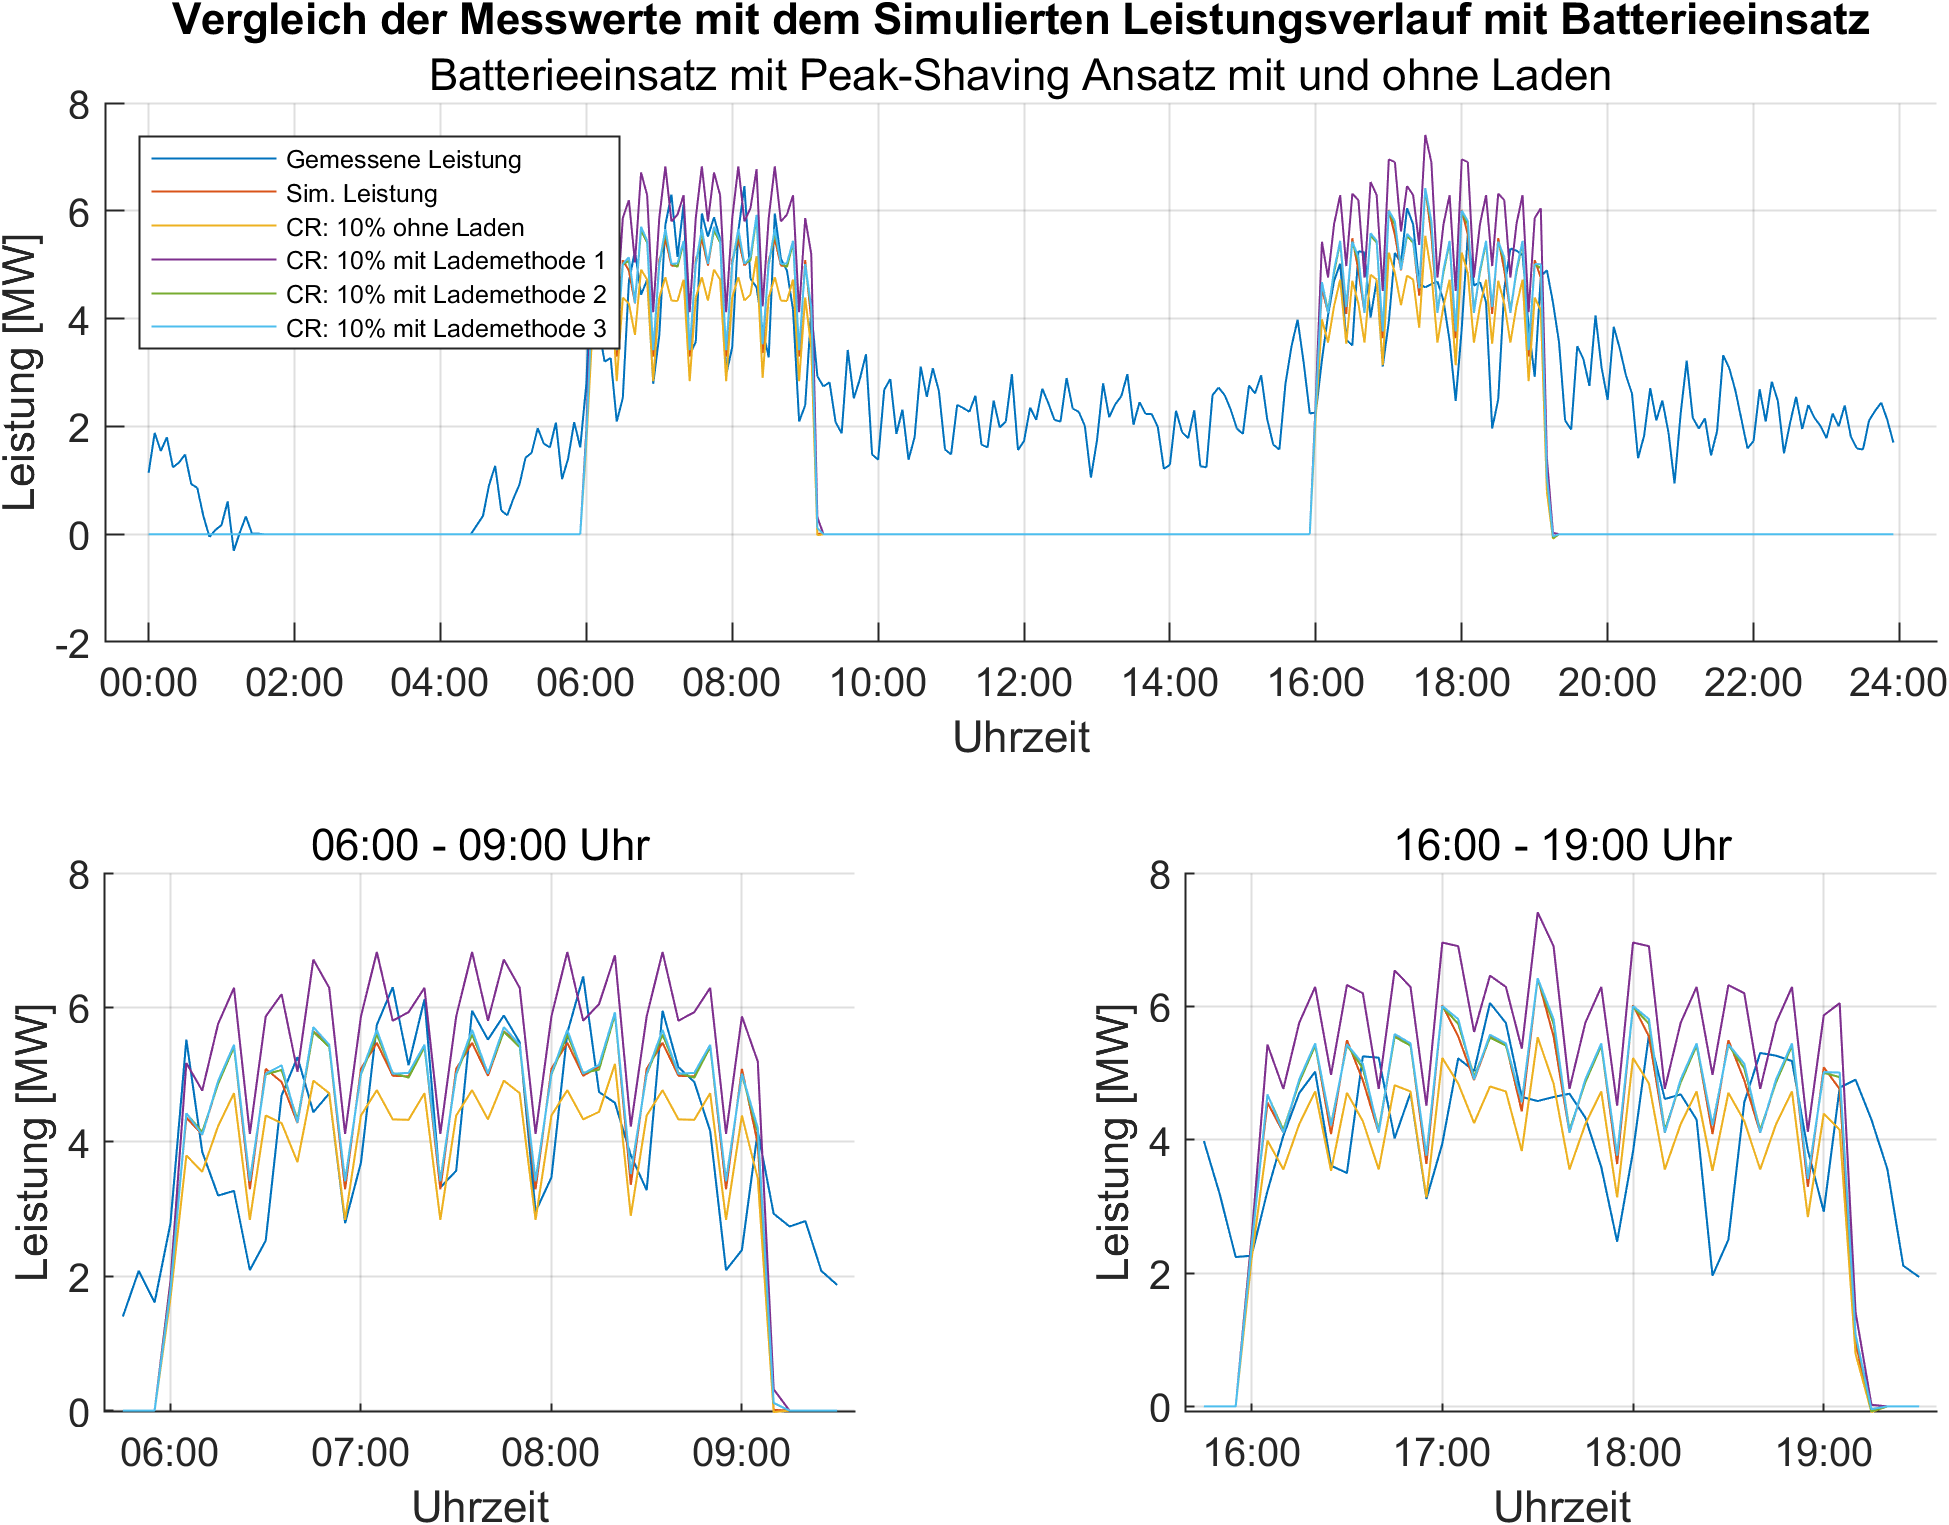 Vergleich der Messwerte mit dem Simulierten Leistungsverlauf mit Batterieeinsatz
Batterieeinsatz mit Peak-Shaving Ansatz mit und ohne Laden
8
6
4
2
0
-2
Leistung [MW]
Gemessene Leistung
Sim. Leistung
CR: 10% ohne Laden
CR: 10% mit Lademethode 1
CR: 10% mit Lademethode 2
CR: 10% mit Lademethode 3
00:00 02:00 04:00 06:00 08:00 10:00 12:00 14:00 16:00 18:00 20:00 22:00 24:00
Uhrzeit
06:00 - 09:00 Uhr
8
6
4
2
0
Leistung [MW]
06:00 07:00 08:00 09:00
Uhrzeit
16:00 - 19:00 Uhr
8
6
4
2
0
Leistung [MW]
16:00 17:00 18:00 19:00
Uhrzeit